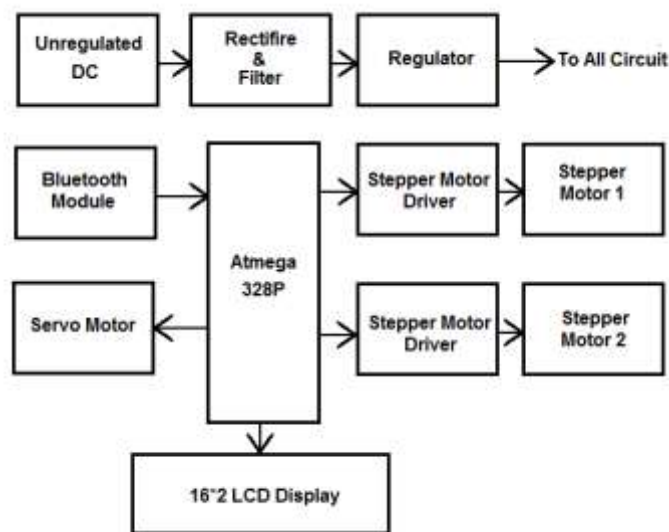 Unregulated
DC
Rectifire
&
Filter
Regulator
To All Circuit
Bluetooth
Module
Atmega
328P
Stepper Motor
Driver
Stepper
Motor 1
Servo Motor
Stepper Motor
Driver
Stepper
Motor 2
16*2 LCD Display